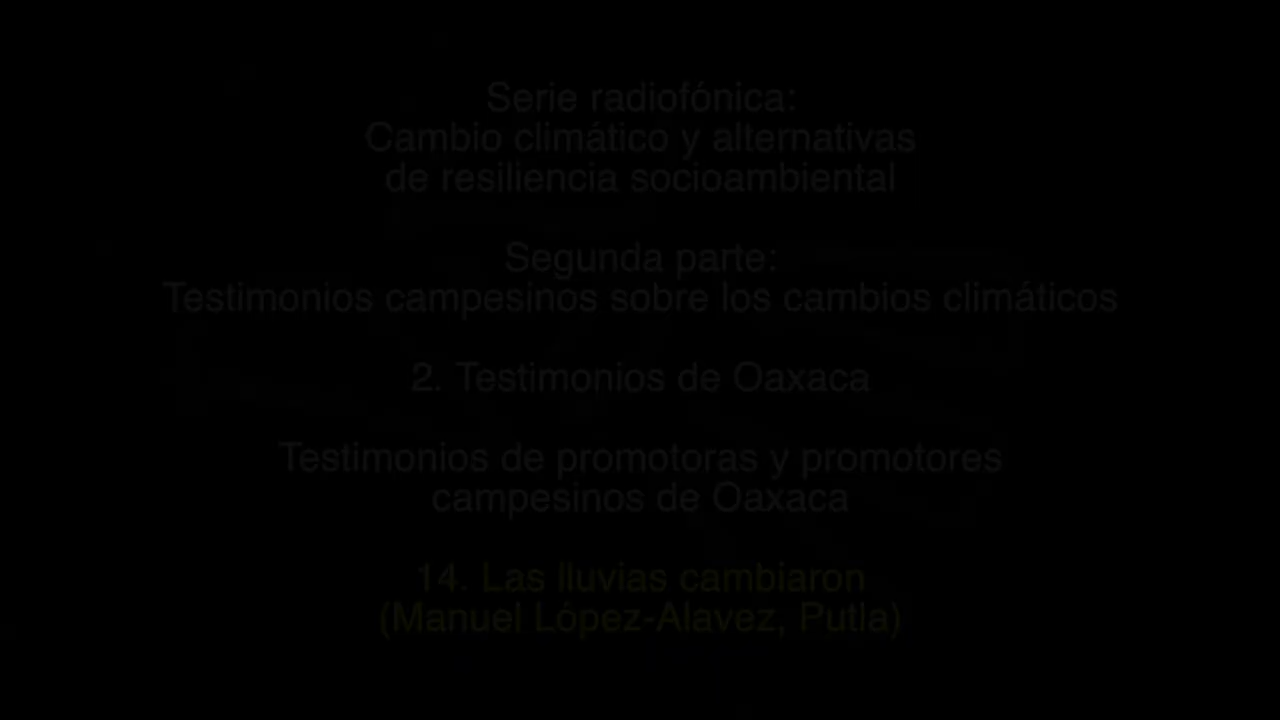 Serie radiofónica:
Cambio climático y alternativas
de resiliencia socioambiental
Segunda parte:
Testimonios campesinos sobre los cambios climáticos
2. Testimonios de Oaxaca
Testimonios de promotoras y promotores
campesinos de Oaxaca
14. Las lluvias cambiaron
(Manuel López-Alavez, Putla)